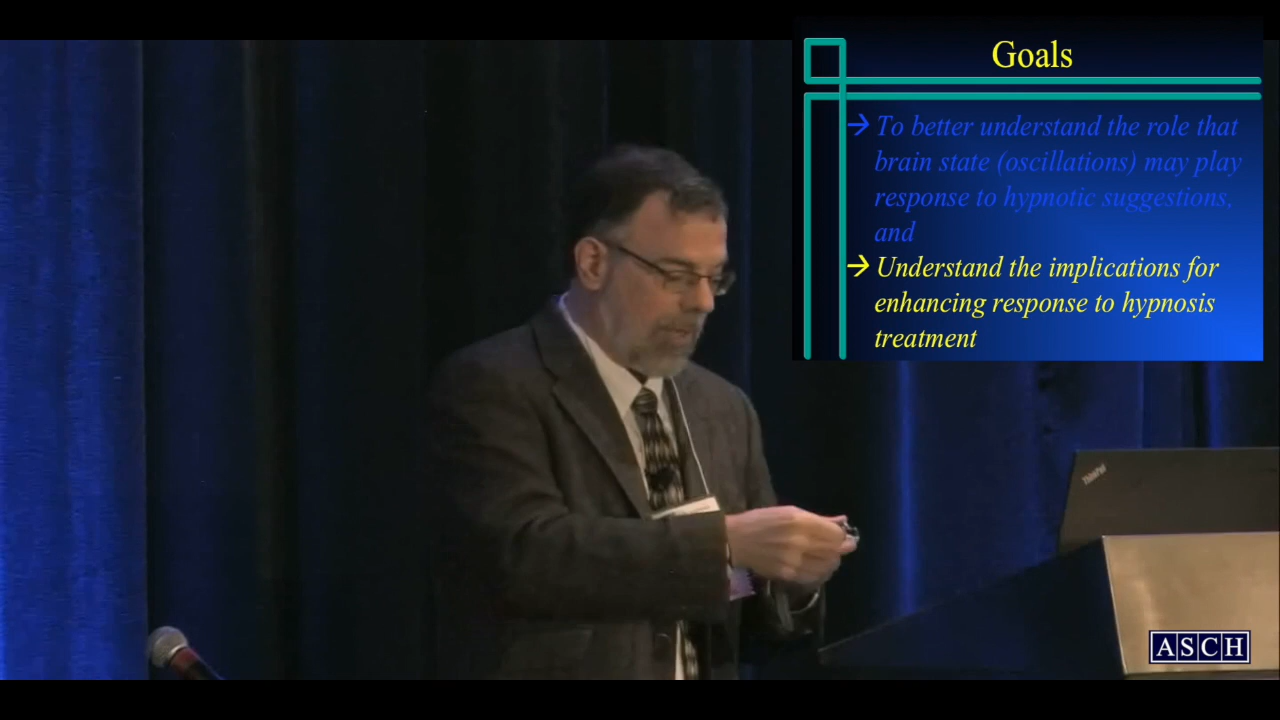 Goals
→ To better understand the role that
brain state (oscillations) may play
response to hypnotic suggestions,
and
→ Understand the implications for
enhancing response to hypnosis
treatment
ThinkPad
ASCH